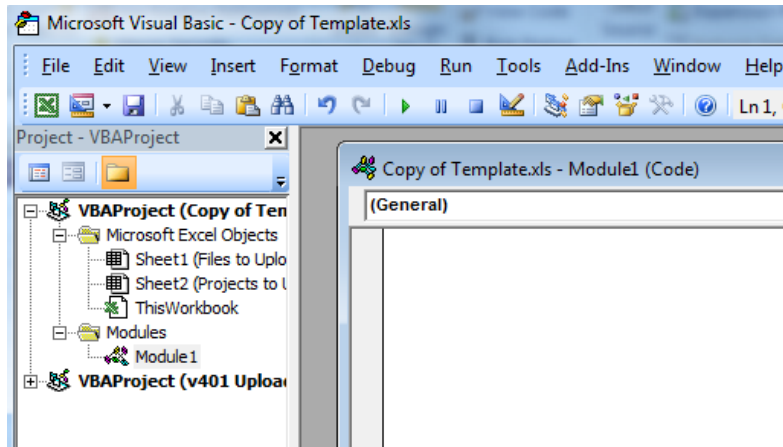 Microsoft Visual Basic - Copy of Template.xls
File Edit View Insert Format Debug Run Tools Add-Ins Window Help
Ln 1,
Project - VBAProject
Copy of Template.xls - Module1 (Code)
(General)
VBAProject (Copy of Ten
Microsoft Excel Objects
Sheet1 (Files to Uplo
Sheet2 (Projects to U
ThisWorkbook
Modules
Module1
VBAProject (v401 Uploa